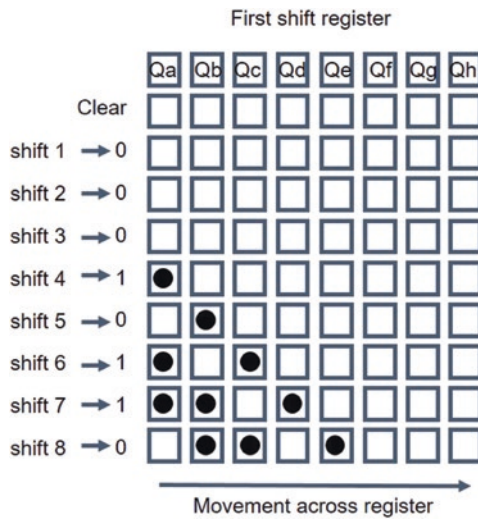 First shift register
Qa Qb Qc Qd Qe Qf Qg Qh
Clear
shift 1 0
shift 2 0
shift 3 0
shift 4 1
shift 5 0
shift 6 1
shift 7 1
shift 8 0
Movement across register